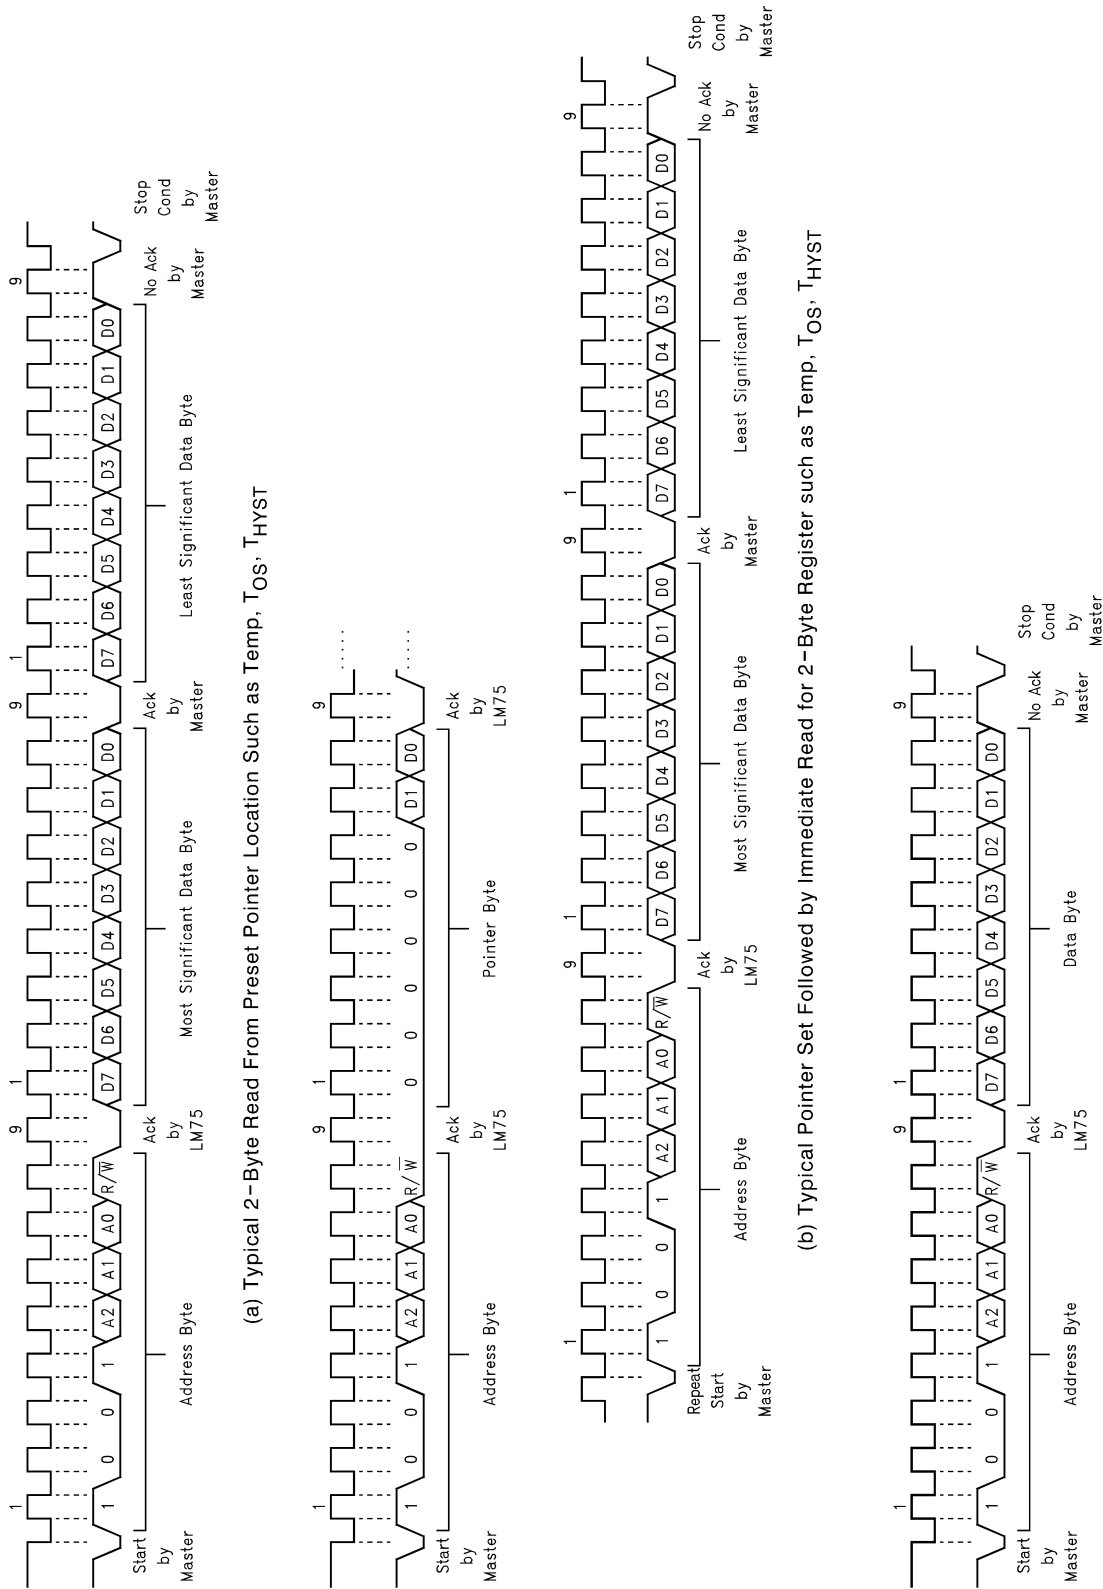 1 9 1 9 1 9
1 0 0 1 A2 A1 A0 R/W̅ D7 D6 D5 D4 D3 D2 D1 D0 D7 D6 D5 D4 D3 D2 D1 D0
Start
by
Master
Address Byte
Ack
by
LM75
Most Significant Data Byte
Ack
by
Master
Least Significant Data Byte
No Ack
by
Master
Stop
Cond
by
Master
(a) Typical 2-Byte Read From Preset Pointer Location Such as Temp, TOS, THYST
1 9 1 9
.....
1 0 0 1 A2 A1 A0 R/W̅ 0 0 0 0 0 0 D1 D0
.....
Start
by
Master
Address Byte
Ack
by
LM75
Pointer Byte
Ack
by
LM75
1 9 1 9 1 9
1 0 0 1 A2 A1 A0 R/W̅ D7 D6 D5 D4 D3 D2 D1 D0 D7 D6 D5 D4 D3 D2 D1 D0
Repeat
Start
by
Master
Address Byte
Ack
by
LM75
Most Significant Data Byte
Ack
by
Master
Least Significant Data Byte
No Ack
by
Master
Stop
Cond
by
Master
(b) Typical Pointer Set Followed by Immediate Read for 2-Byte Register such as Temp, TOS, THYST
1 9 1 9
1 0 0 1 A2 A1 A0 R/W̅ D7 D6 D5 D4 D3 D2 D1 D0
Start
by
Master
Address Byte
Ack
by
LM75
Data Byte
No Ack
by
Master
Stop
Cond
by
Master